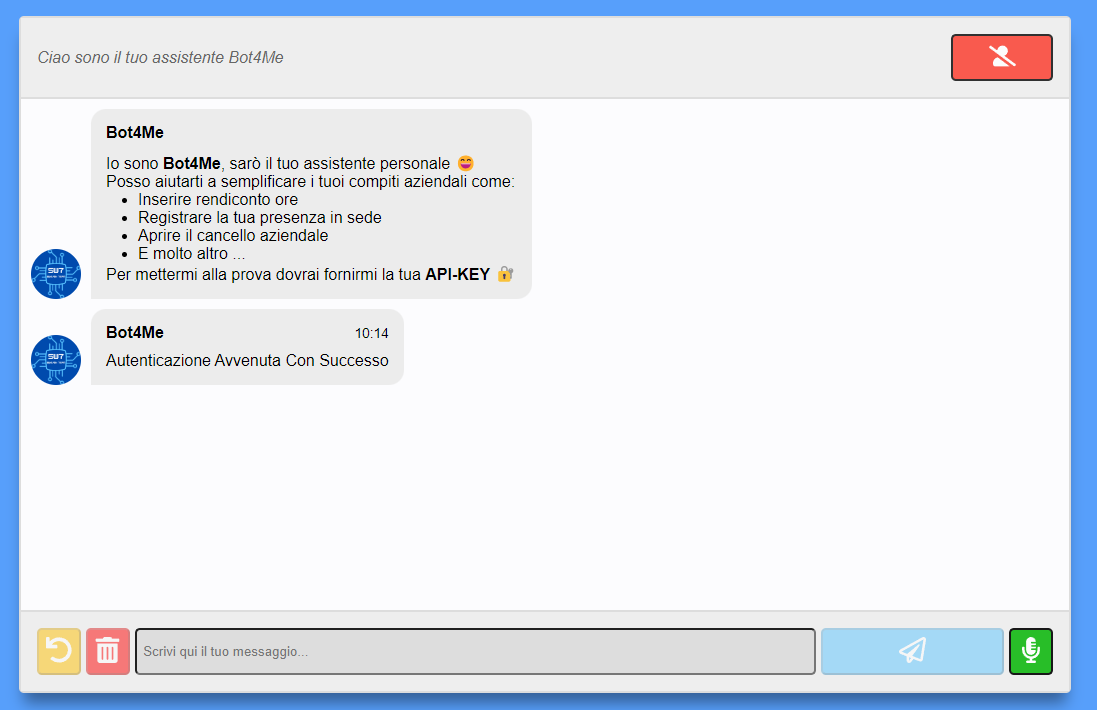 Ciao sono il tuo assistente Bot4Me
Bot4Me
Io sono Bot4Me, sarò il tuo assistente personale 😄
Posso aiutarti a semplificare i tuoi compiti aziendali come:
• Inserire rendiconto ore
• Registrare la tua presenza in sede
• Aprire il cancello aziendale
• E molto altro ...
Per mettermi alla prova dovrai fornirmi la tua API-KEY 🔐
Bot4Me 10:14
Autenticazione Avvenuta Con Successo
Scrivi qui il tuo messaggio...